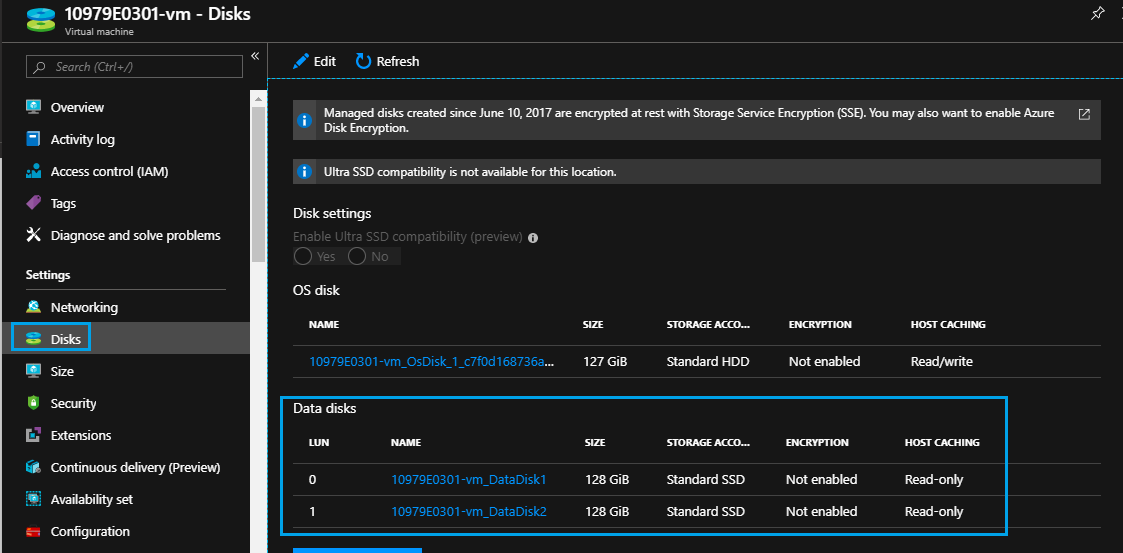 10979E0301-vm - Disks
Virtual machine
Search (Ctrl+/)
«
Overview
Activity log
Access control (IAM)
Tags
Diagnose and solve problems
Settings
Networking
Disks
Size
Security
Extensions
Continuous delivery (Preview)
Availability set
Configuration
Edit Refresh
Managed disks created since June 10, 2017 are encrypted at rest with Storage Service Encryption (SSE). You may also want to enable Azure
Disk Encryption.
Ultra SSD compatibility is not available for this location.
Disk settings
Enable Ultra SSD compatibility (preview)
Yes No
OS disk
NAME SIZE STORAGE ACCO... ENCRYPTION HOST CACHING
10979E0301-vm_OsDisk_1_c7f0d168736a... 127 GiB Standard HDD Not enabled Read/write
Data disks
LUN NAME SIZE STORAGE ACCO... ENCRYPTION HOST CACHING
0 10979E0301-vm_DataDisk1 128 GiB Standard SSD Not enabled Read-only
1 10979E0301-vm_DataDisk2 128 GiB Standard SSD Not enabled Read-only